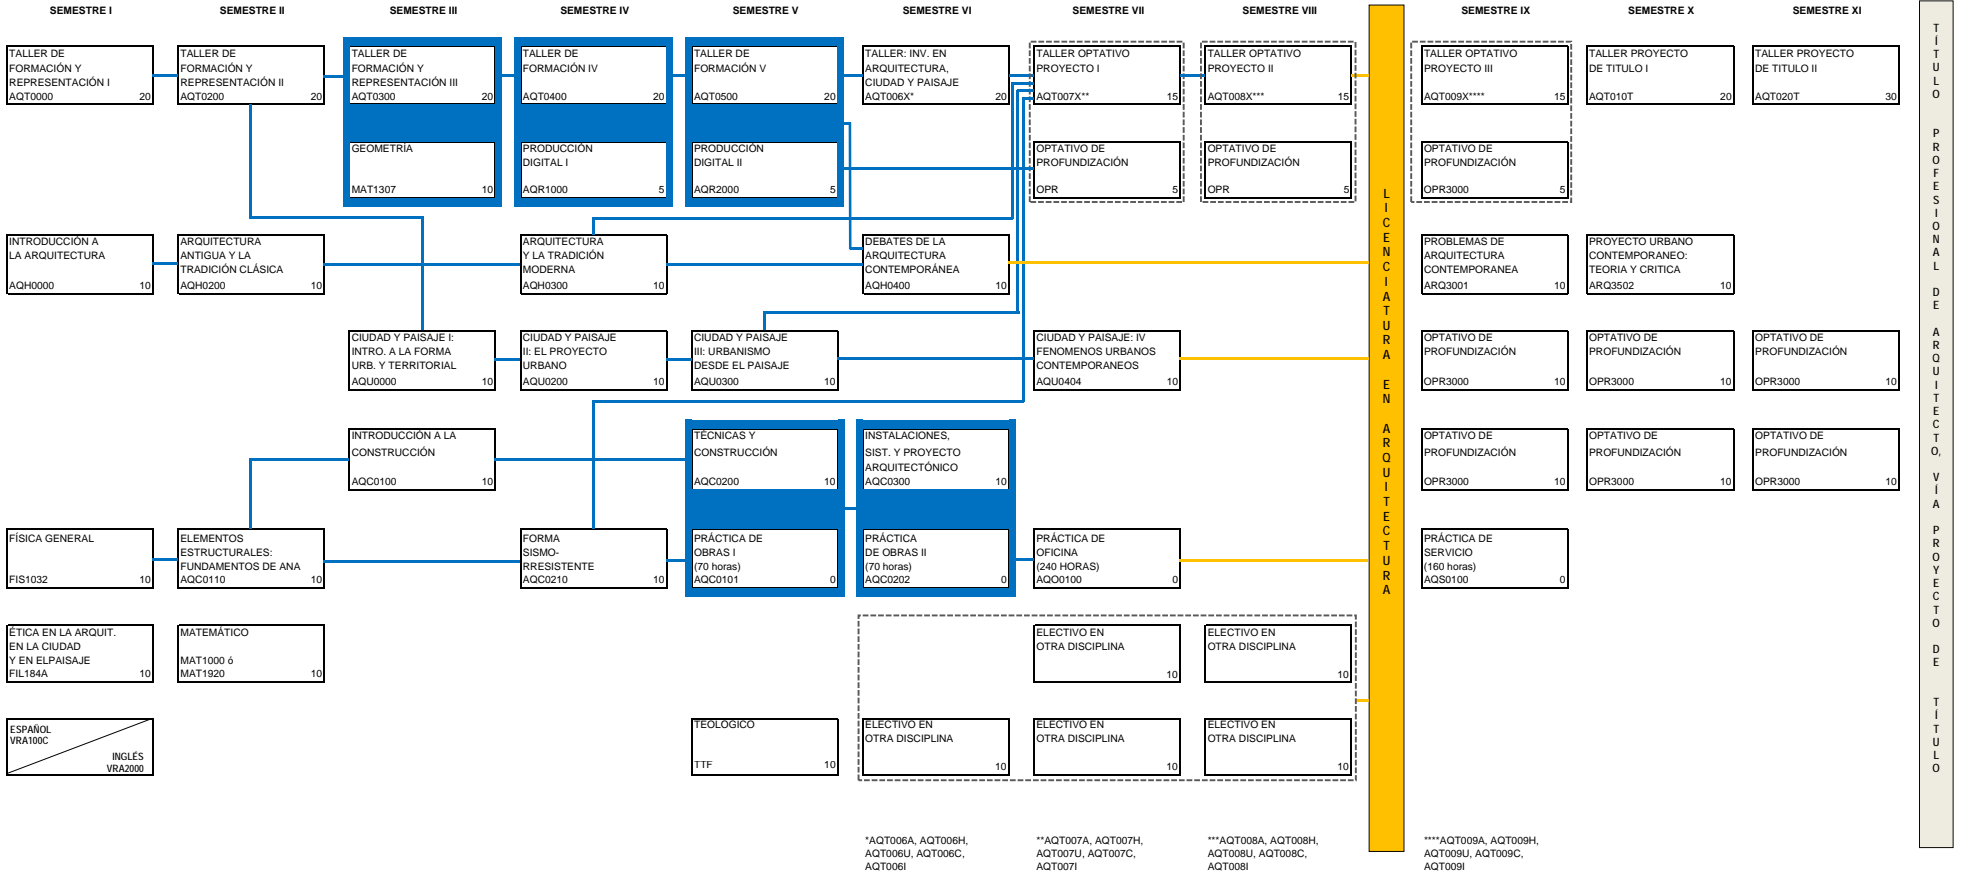 SEMESTRE I
SEMESTRE II
SEMESTRE III
SEMESTRE IV
SEMESTRE V
SEMESTRE VI
SEMESTRE VII
SEMESTRE VIII
SEMESTRE IX
SEMESTRE X
SEMESTRE XI
TALLER DE
FORMACIÓN Y
REPRESENTACIÓN I
AQT0000 20
TALLER DE
FORMACIÓN Y
REPRESENTACIÓN II
AQT0200 20
TALLER DE
FORMACIÓN Y
REPRESENTACIÓN III
AQT0300 20
TALLER DE
FORMACIÓN IV
AQT0400 20
TALLER DE
FORMACIÓN V
AQT0500 20
TALLER: INV. EN
ARQUITECTURA,
CIUDAD Y PAISAJE
AQT006X* 20
TALLER OPTATIVO
PROYECTO I
AQT007X** 15
TALLER OPTATIVO
PROYECTO II
AQT008X*** 15
TALLER OPTATIVO
PROYECTO III
AQT009X**** 15
TALLER PROYECTO
DE TITULO I
AQT010T 20
TALLER PROYECTO
DE TITULO II
AQT020T 30
GEOMETRÍA
MAT1307 10
PRODUCCIÓN
DIGITAL I
AQR1000 5
PRODUCCIÓN
DIGITAL II
AQR2000 5
OPTATIVO DE
PROFUNDIZACIÓN
OPR 5
OPTATIVO DE
PROFUNDIZACIÓN
OPR 5
OPTATIVO DE
PROFUNDIZACIÓN
OPR3000 5
INTRODUCCIÓN A
LA ARQUITECTURA
AQH0000 10
ARQUITECTURA
ANTIGUA Y LA
TRADICIÓN CLÁSICA
AQH0200 10
ARQUITECTURA
Y LA TRADICIÓN
MODERNA
AQH0300 10
DEBATES DE LA
ARQUITECTURA
CONTEMPORÁNEA
AQH0400 10
PROBLEMAS DE
ARQUITECTURA
CONTEMPORANEA
ARQ3001 10
PROYECTO URBANO
CONTEMPORANEO:
TEORIA Y CRITICA
ARQ3502 10
CIUDAD Y PAISAJE I:
INTRO. A LA FORMA
URB. Y TERRITORIAL
AQU0000 10
CIUDAD Y PAISAJE
II: EL PROYECTO
URBANO
AQU0200 10
CIUDAD Y PAISAJE
III: URBANISMO
DESDE EL PAISAJE
AQU0300 10
CIUDAD Y PAISAJE: IV
FENOMENOS URBANOS
CONTEMPORANEOS
AQU0404 10
OPTATIVO DE
PROFUNDIZACIÓN
OPR3000 10
OPTATIVO DE
PROFUNDIZACIÓN
OPR3000 10
OPTATIVO DE
PROFUNDIZACIÓN
OPR3000 10
INTRODUCCIÓN A LA
CONSTRUCCIÓN
AQC0100 10
TÉCNICAS Y
CONSTRUCCIÓN
AQC0200 10
INSTALACIONES,
SIST. Y PROYECTO
ARQUITECTÓNICO
AQC0300 10
OPTATIVO DE
PROFUNDIZACIÓN
OPR3000 10
OPTATIVO DE
PROFUNDIZACIÓN
OPR3000 10
OPTATIVO DE
PROFUNDIZACIÓN
OPR3000 10
FÍSICA GENERAL
FIS1032 10
ELEMENTOS
ESTRUCTURALES:
FUNDAMENTOS DE ANA
AQC0110 10
FORMA
SISMO-
RRESISTENTE
AQC0210 10
PRÁCTICA DE
OBRAS I
(70 horas)
AQC0101 0
PRÁCTICA
DE OBRAS II
(70 horas)
AQC0202 0
PRÁCTICA DE
OFICINA
(240 HORAS)
AQO0100 0
PRÁCTICA DE
SERVICIO
(160 horas)
AQS0100 0
ÉTICA EN LA ARQUIT.
EN LA CIUDAD
Y EN ELPAISAJE
FIL184A 10
MATEMÁTICO
MAT1000 ó
MAT1920 10
ELECTIVO EN
OTRA DISCIPLINA
10
ELECTIVO EN
OTRA DISCIPLINA
10
ESPAÑOL
VRA100C
INGLÉS
VRA2000
TEOLOGICO
TTF 10
ELECTIVO EN
OTRA DISCIPLINA
10
ELECTIVO EN
OTRA DISCIPLINA
10
ELECTIVO EN
OTRA DISCIPLINA
10
*AQT006A, AQT006H,
AQT006U, AQT006C,
AQT006I
**AQT007A, AQT007H,
AQT007U, AQT007C,
AQT007I
***AQT008A, AQT008H,
AQT008U, AQT008C,
AQT008I
****AQT009A, AQT009H,
AQT009U, AQT009C,
AQT009I
LICENCIATURA EN ARQUITECTURA
TÍTULO PROFESIONAL DE ARQUITECTO, VÍA PROYECTO DE TÍTULO